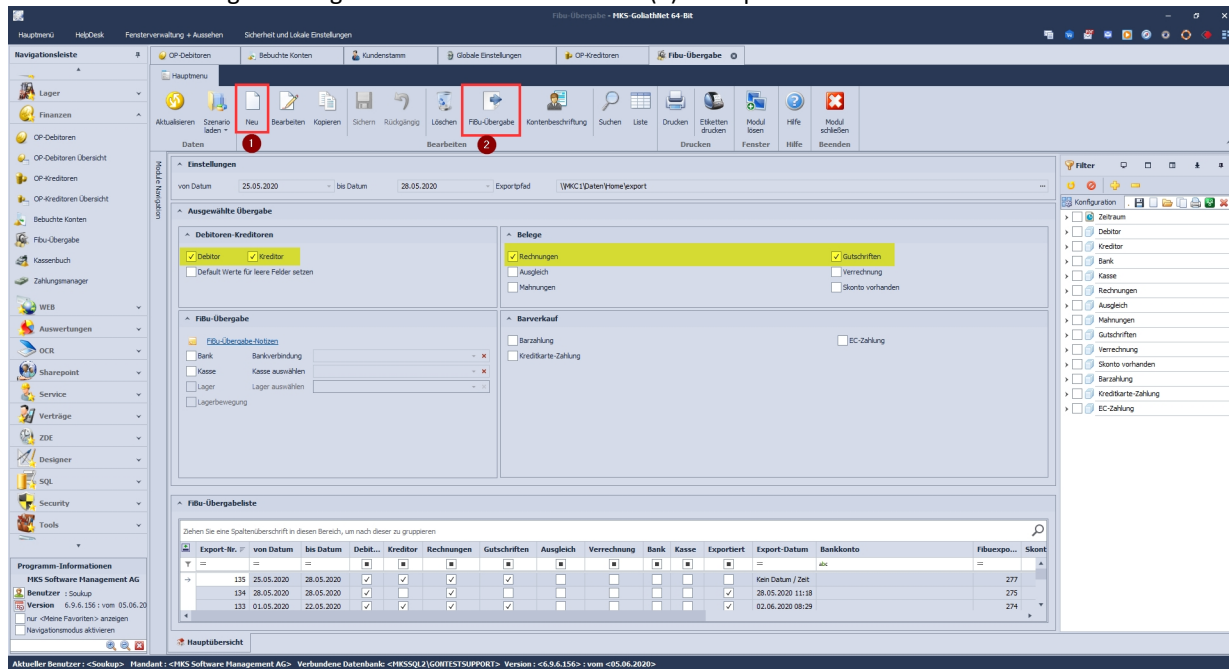 Fibu-Übergabe - MKS-GoliathNet 64-Bit
Hauptmenü HelpDesk Fensterverwaltung + Aussehen Sicherheit und Lokale Einstellungen
Navigationsleiste
OP-Debitoren Bebuchte Konten Kundenstamm Globale Einstellungen OP-Kreditoren Fibu-Übergabe
Hauptmenu
Aktualisieren Szenario laden Neu Bearbeiten Kopieren Sichern Rückgängig Löschen FiBu-Übergabe Kontenbeschriftung Suchen Liste Drucken Etiketten drucken Modul lösen Hilfe Modul schließen
Daten 1 Bearbeiten 2 Drucken Fenster Hilfe Beenden
Lager
Finanzen
OP-Debitoren
OP-Debitoren Übersicht
OP-Kreditoren
OP-Kreditoren Übersicht
Bebuchte Konten
Fibu-Übergabe
Kassenbuch
Zahlungsmanager
WEB
Auswertungen
OCR
Sharepoint
Service
Verträge
ZDE
Designer
SQL
Security
Tools
Programm-Informationen
MKS Software Management AG
Benutzer : Soukup
Version 6.9.6.156 : vom 05.06.20
nur <Meine Favoriten> anzeigen
Navigationsmodus aktivieren
Module Navigation
Einstellungen
von Datum 25.05.2020 bis Datum 28.05.2020 Exportpfad \\MKC1\Daten\Home\export
Ausgewählte Übergabe
Debitoren-Kreditoren
Debitor Kreditor
Default Werte für leere Felder setzen
Belege
Rechnungen Gutschriften
Ausgleich Verrechnung
Mahnungen Skonto vorhanden
FiBu-Übergabe
FiBu-Übergabe-Notizen
Bank Bankverbindung
Kasse Kasse auswählen
Lager Lager auswählen
Lagerbewegung
Barverkauf
Barzahlung EC-Zahlung
Kreditkarte-Zahlung
FiBu-Übergabeliste
Ziehen Sie eine Spaltenüberschrift in diesen Bereich, um nach dieser zu gruppieren
Export-Nr. von Datum bis Datum Debit... Kreditor Rechnungen Gutschriften Ausgleich Verrechnung Bank Kasse Exportiert Export-Datum Bankkonto Fibuexpo... Skont
= = = = abc =
135 25.05.2020 28.05.2020 Kein Datum / Zeit 277
134 28.05.2020 28.05.2020 28.05.2020 11:18 275
133 01.05.2020 22.05.2020 02.06.2020 08:29 274
Hauptübersicht
Filter
Konfiguration
Zeitraum
Debitor
Kreditor
Bank
Kasse
Rechnungen
Ausgleich
Mahnungen
Gutschriften
Verrechnung
Skonto vorhanden
Barzahlung
Kreditkarte-Zahlung
EC-Zahlung
Aktueller Benutzer : <Soukup> Mandant : <MKS Software Management AG> Verbundene Datenbank: <MKSSQL2\GONTESTSUPPORT> Version : <6.9.6.156> : vom <05.06.2020>